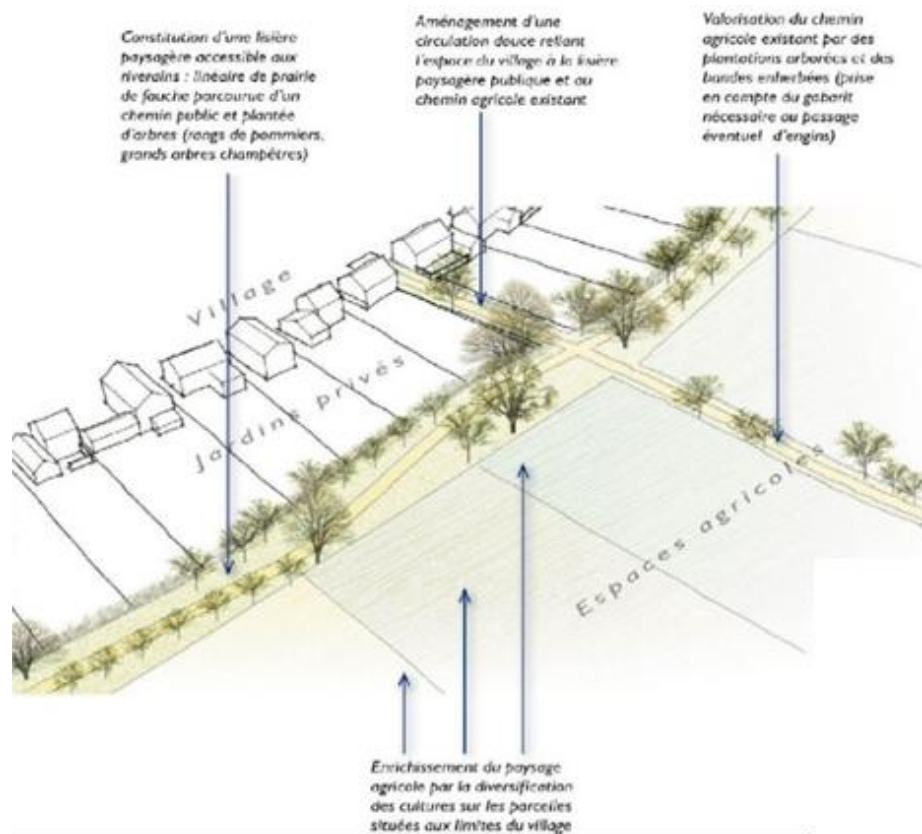 Constitution d'une lisière
paysagère accessible aux
riverains : linéaire de prairie
de fauche parcourue d'un
chemin public et plantée
d'arbres (rangs de pommiers,
grands arbres champêtres)
Aménagement d'une
circulation douce reliant
l'espace du village à la lisière
paysagère publique et au
chemin agricole existant
Valorisation du chemin
agricole existant par des
plantations arborées et des
bandes enherbées (prise
en compte du gabarit
nécessaire au passage
éventuel d'engins)
Village
Jardins privés
Espaces agricoles
Enrichissement du paysage
agricole par la diversification
des cultures sur les parcelles
situées aux limites du village